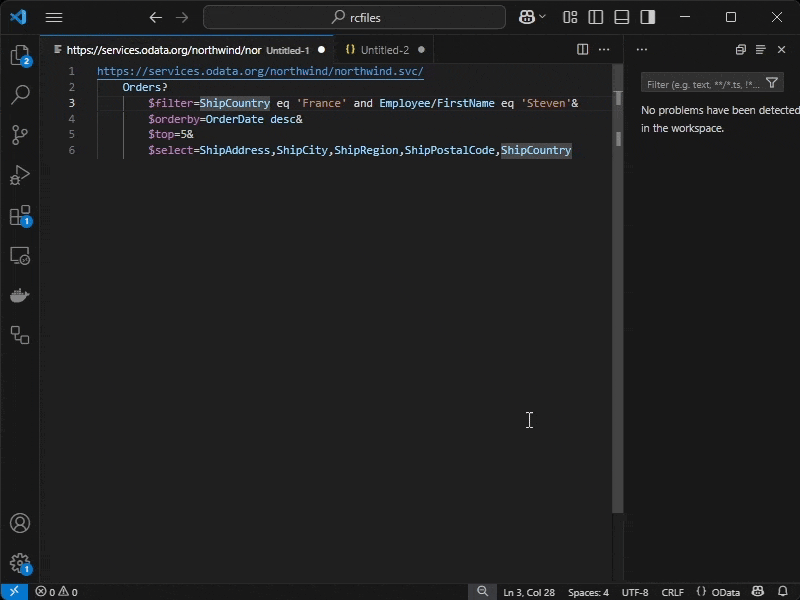 rcfiles
https://services.odata.org/northwind/nor Untitled-1
Untitled-2
1 https://services.odata.org/northwind/northwind.svc/
2 Orders?
3 $filter=ShipCountry eq 'France' and Employee/FirstName eq 'Steven'&
4 $orderby=OrderDate desc&
5 $top=5&
6 $select=ShipAddress,ShipCity,ShipRegion,ShipPostalCode,ShipCountry
Filter (e.g. text, **/*.ts, !*...
No problems have been detected
in the workspace.
2
1
1
0 0
Ln 3, Col 28 Spaces: 4 UTF-8 CRLF {} OData